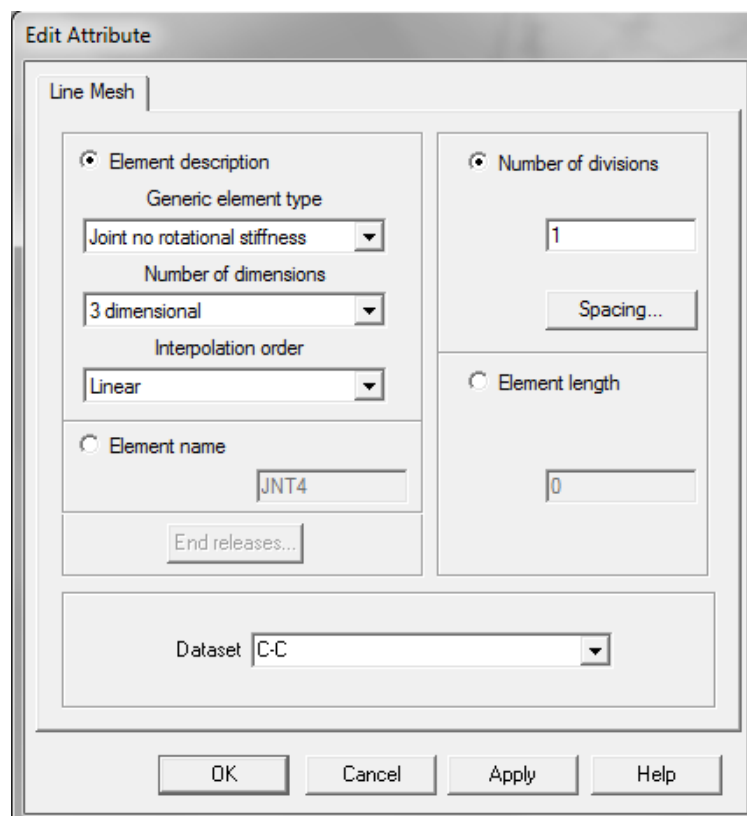 Edit Attribute
Line Mesh
Element description
Generic element type
Joint no rotational stiffness
Number of dimensions
3 dimensional
Interpolation order
Linear
Element name
JNT4
End releases...
Number of divisions
1
Spacing...
Element length
0
Dataset C-C
OK Cancel Apply Help